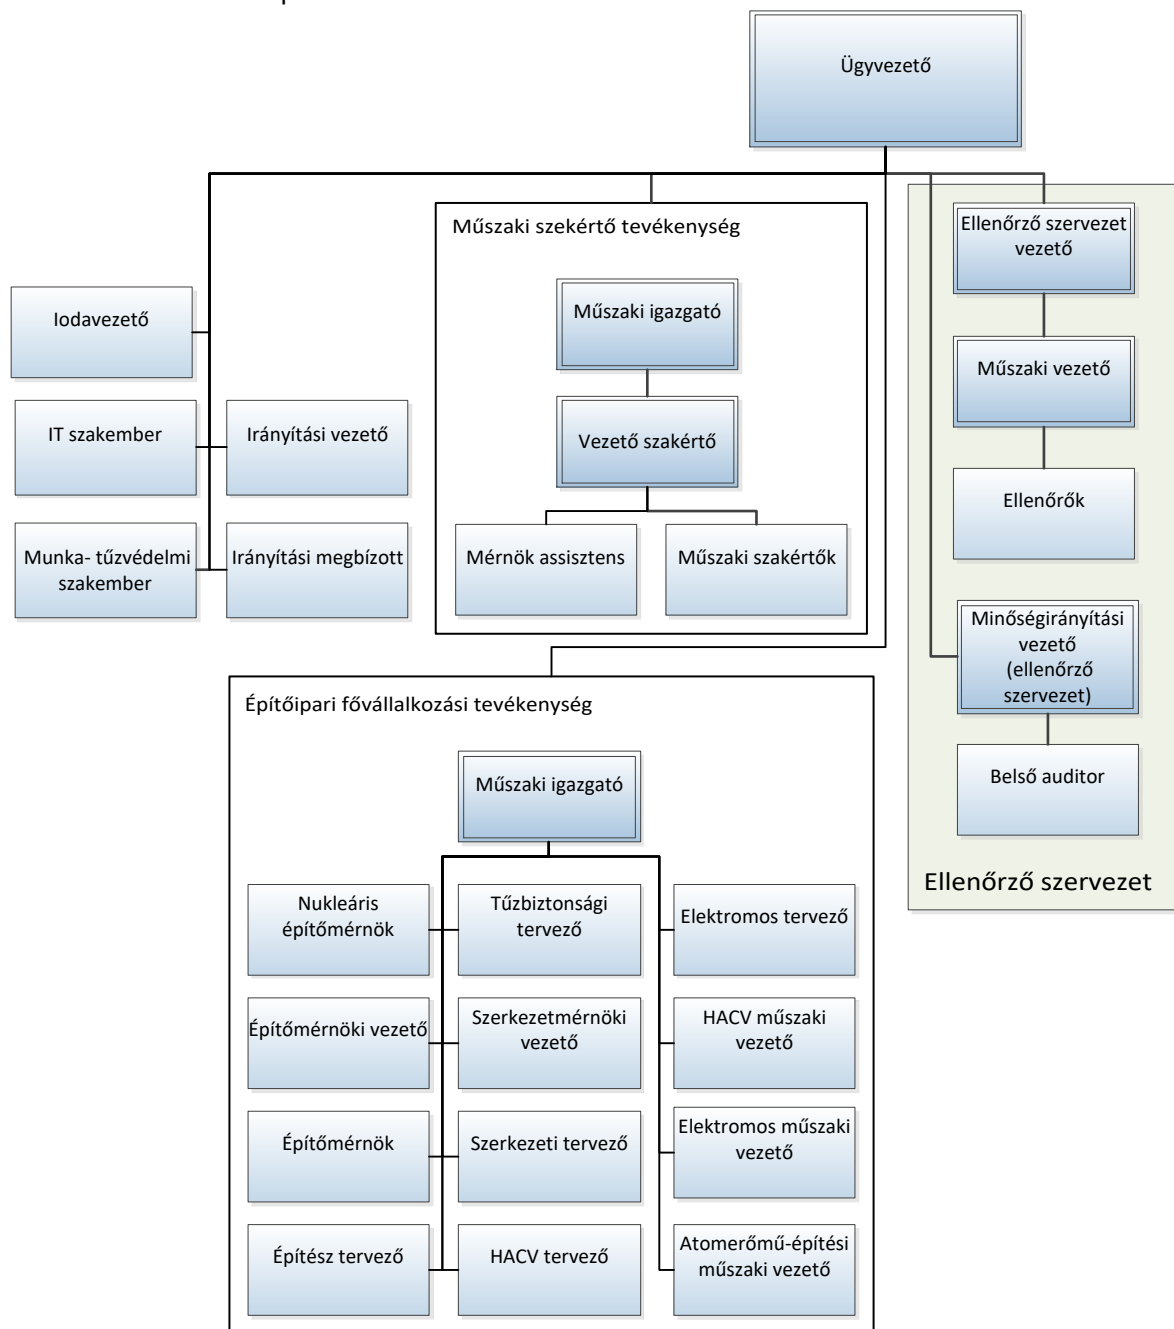 Ügyvezető
Műszaki szekértő tevékenység
Ellenőrző szervezet
vezető
Műszaki igazgató
Iodavezető
Műszaki vezető
IT szakember
Irányítási vezető
Vezető szakértő
Ellenőrők
Munka- tűzvédelmi
szakember
Irányítási megbízott
Mérnök assisztens
Műszaki szakértők
Minőségirányítási
vezető
(ellenőrző
szervezet)
Belső auditor
Ellenőrző szervezet
Építőipari fővállalkozási tevékenység
Műszaki igazgató
Nukleáris
építőmérnök
Tűzbiztonsági
tervező
Elektromos tervező
Építőmérnöki vezető
Szerkezetmérnöki
vezető
HACV műszaki
vezető
Építőmérnök
Szerkezeti tervező
Elektromos műszaki
vezető
Építész tervező
HACV tervező
Atomerőmű-építési
műszaki vezető